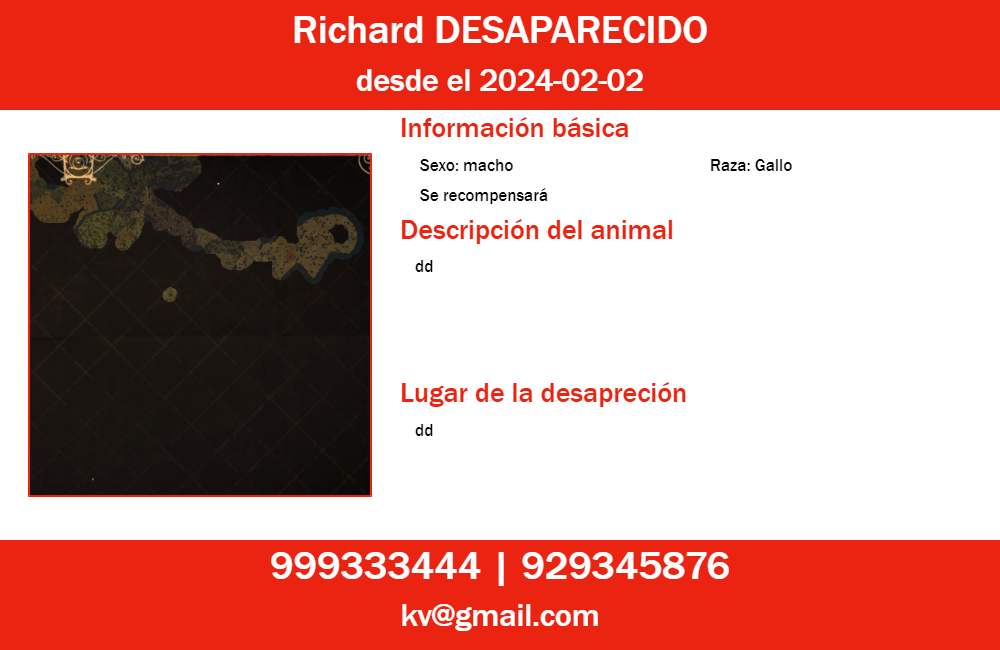 Richard DESAPARECIDO
desde el 2024-02-02
Información básica
Sexo: macho
Raza: Gallo
Se recompensará
Descripción del animal
dd
Lugar de la desapreción
dd
999333444 | 929345876
kv@gmail.com